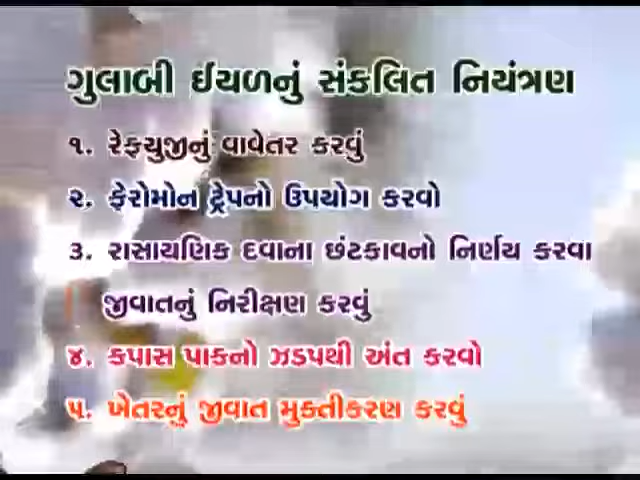 ગુલાબી ઈયળનું સંકલિત નિયંત્રણ
૧. રેફયુજીનું વાવેતર કરવું
૨. ફેરોમોન ટ્રેપનો ઉપયોગ કરવો
૩. રાસાયણિક દવાના છંટકાવનો નિર્ણય કરવા
જીવાતનું નિરીક્ષણ કરવું
૪. કપાસ પાકનો ઝડપથી અંત કરવો
૫. ખેતરનું જીવાત મુક્તીકરણ કરવું